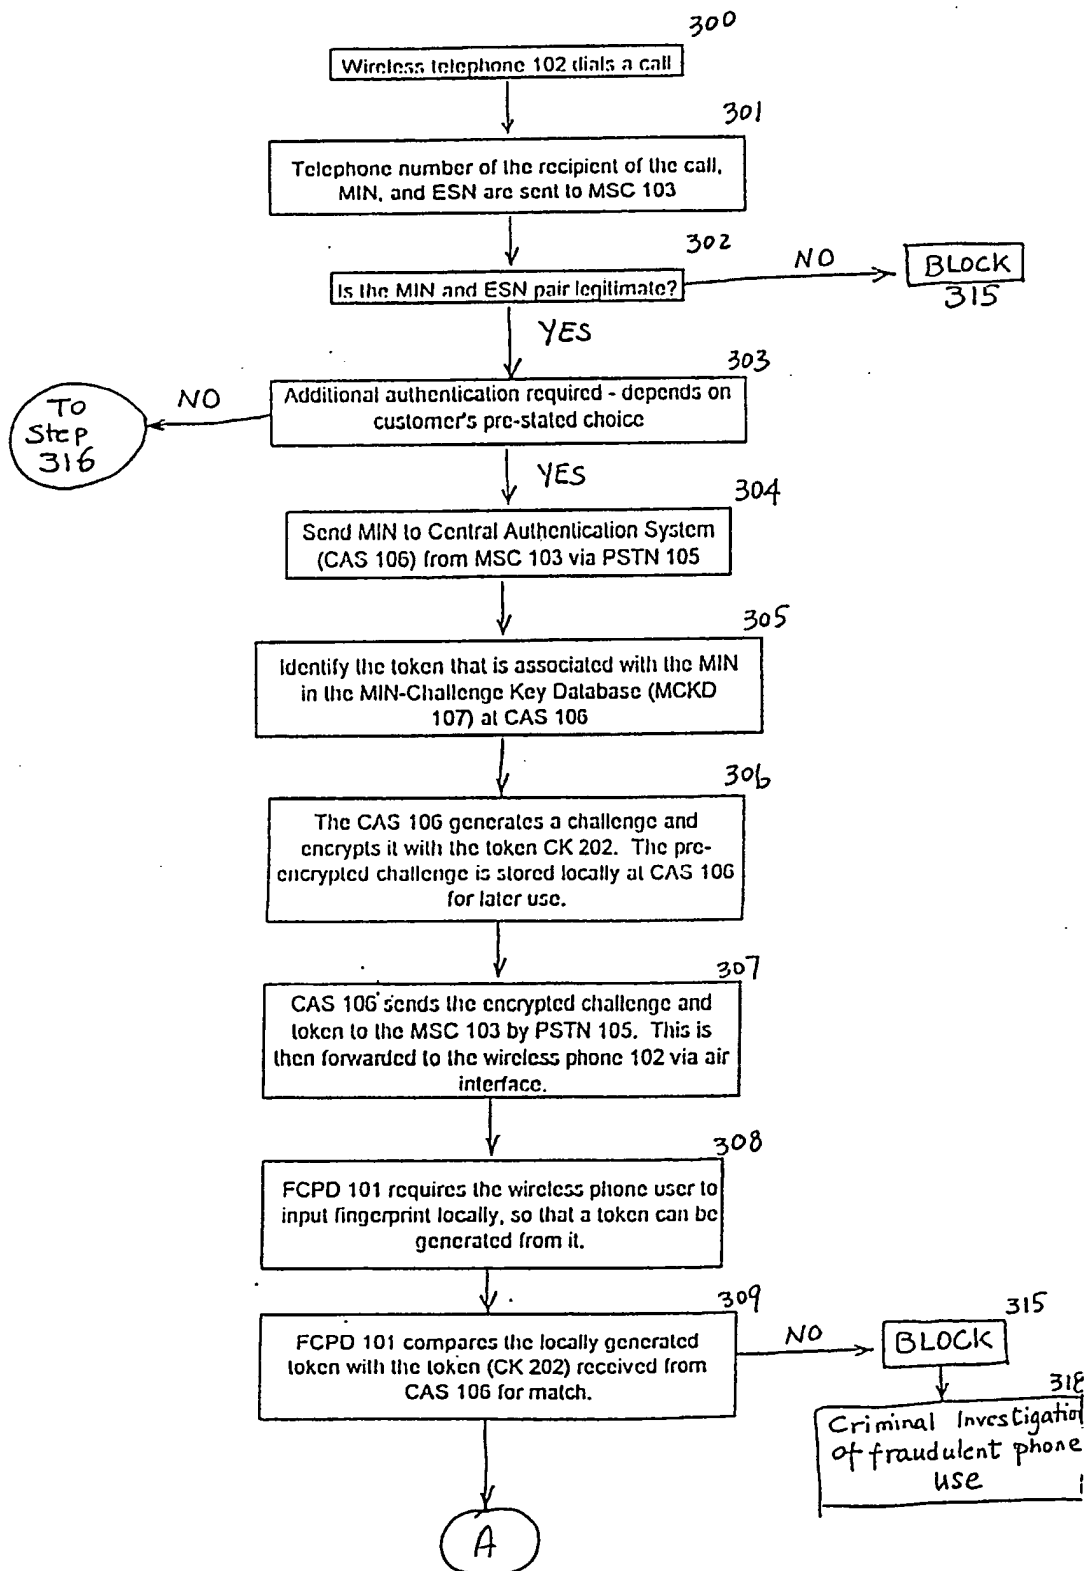 300
Wireless telephone 102 dials a call
301
Telephone number of the recipient of the call,
MIN, and ESN are sent to MSC 103
302
Is the MIN and ESN pair legitimate?
NO
BLOCK
315
YES
303
Additional authentication required - depends on
customer's pre-stated choice
NO
TO
Step
316
YES
304
Send MIN to Central Authentication System
(CAS 106) from MSC 103 via PSTN 105
305
Identify the token that is associated with the MIN
in the MIN-Challenge Key Database (MCKD
107) at CAS 106
306
The CAS 106 generates a challenge and
encrypts it with the token CK 202. The pre-
encrypted challenge is stored locally at CAS 106
for later use.
307
CAS 106 sends the encrypted challenge and
token to the MSC 103 by PSTN 105. This is
then forwarded to the wireless phone 102 via air
interface.
308
FCPD 101 requires the wireless phone user to
input fingerprint locally, so that a token can be
generated from it.
309
FCPD 101 compares the locally generated
token with the token (CK 202) received from
CAS 106 for match.
NO
315
BLOCK
318
Criminal Investigation
of fraudulent phone
use
A